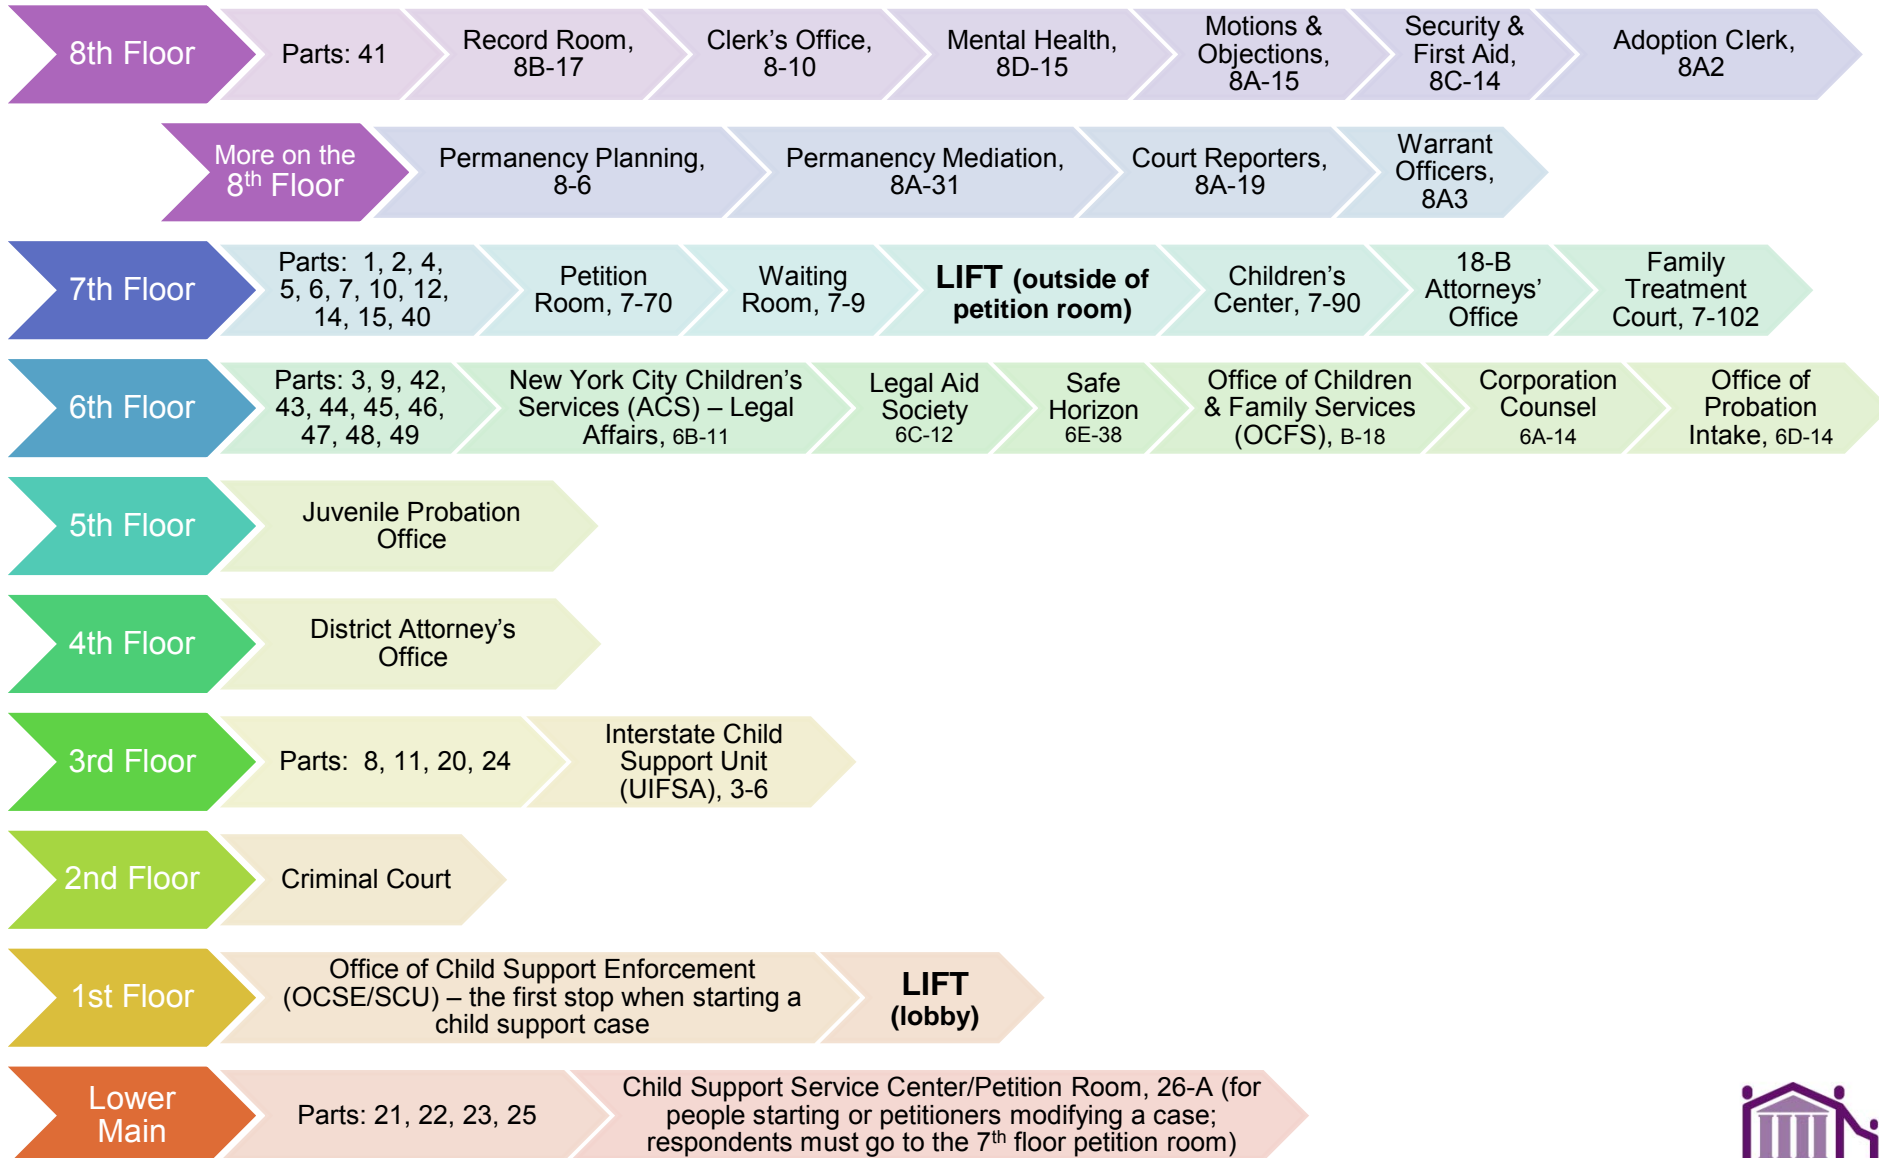 8th Floor
Parts: 41
Record Room,
8B-17
Clerk's Office,
8-10
Mental Health,
8D-15
Motions &
Objections,
8A-15
Security &
First Aid,
8C-14
Adoption Clerk,
8A2
More on the
8th Floor
Permanency Planning,
8-6
Permanency Mediation,
8A-31
Court Reporters,
8A-19
Warrant
Officers,
8A3
7th Floor
Parts: 1, 2, 4,
5, 6, 7, 10, 12,
14, 15, 40
Petition
Room, 7-70
Waiting
Room, 7-9
LIFT (outside of
petition room)
Children's
Center, 7-90
18-B
Attorneys’
Office
Family
Treatment
Court, 7-102
6th Floor
Parts: 3, 9, 42,
43, 44, 45, 46,
47, 48, 49
New York City Children's
Services (ACS) – Legal
Affairs, 6B-11
Legal Aid
Society
6C-12
Safe
Horizon
6E-38
Office of Children
& Family Services
(OCFS), B-18
Corporation
Counsel
6A-14
Office of
Probation
Intake, 6D-14
5th Floor
Juvenile Probation
Office
4th Floor
District Attorney’s
Office
3rd Floor
Parts: 8, 11, 20, 24
Interstate Child
Support Unit
(UIFSA), 3-6
2nd Floor
Criminal Court
1st Floor
Office of Child Support Enforcement
(OCSE/SCU) – the first stop when starting a
child support case
LIFT
(lobby)
Lower
Main
Parts: 21, 22, 23, 25
Child Support Service Center/Petition Room, 26-A (for
people starting or petitioners modifying a case;
respondents must go to the 7th floor petition room)